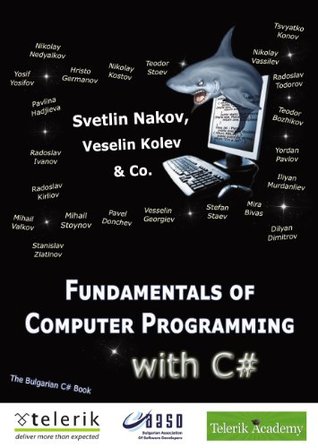 Tsvyatko
Konov
Nikolay
Nedyalkov
Teodor
Stoev
Nikolay
Vassilev
Yosif
Yosifov
Hristo
Germanov
Nikolay
Kostov
Radoslav
Todorov
Pavlina
Hadjieva
Svetlin Nakov,
Veselin Kolev
& Co.
Teodor
Bozhikov
Radoslav
Ivanov
Yordan
Pavlov
Radoslav
Kirilov
Iliyan
Murdanliev
Mihail
Valkov
Mihail
Stoynov
Pavel
Donchev
Vesselin
Georgiev
Stefan
Staev
Mira
Bivas
Dilyan
Dimitrov
Stanislav
Zlatinov
FUNDAMENTALS OF
COMPUTER PROGRAMMING
with C#
The Bulgarian C# Book
telerik
deliver more than expected
BASD
Bulgarian Association
Of Software Developers
Telerik Academy